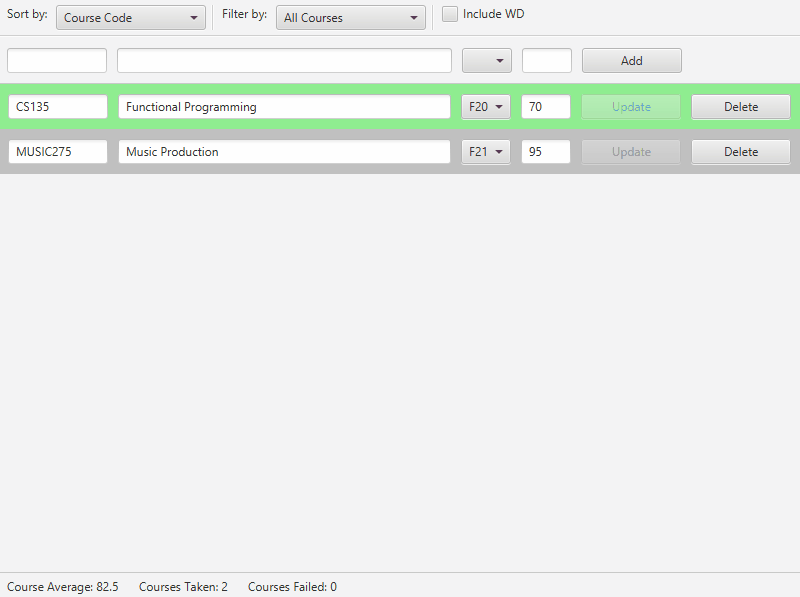 Sort by: Course Code Filter by: All Courses Include WD
Add
CS135 Functional Programming F20 70 Update Delete
MUSIC275 Music Production F21 95 Update Delete
Course Average: 82.5 Courses Taken: 2 Courses Failed: 0